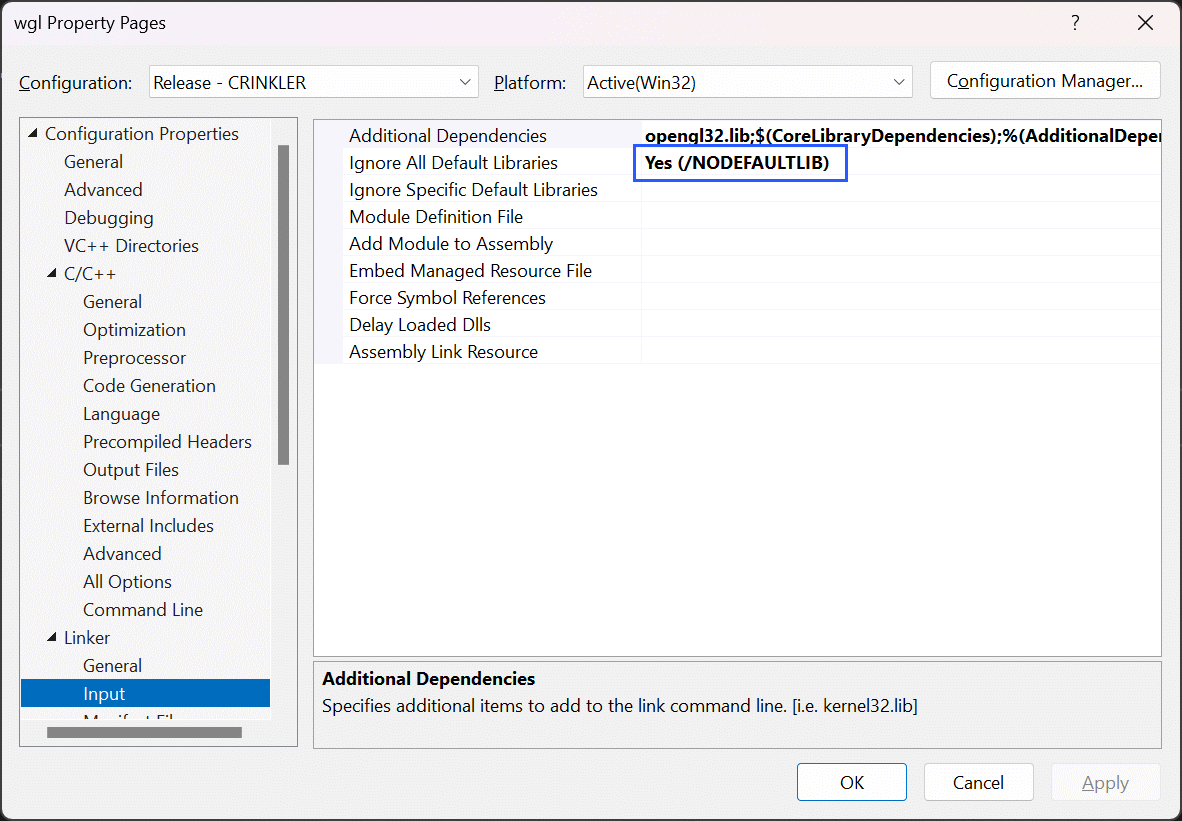 wgl Property Pages
?
Configuration: Release - CRINKLER Platform: Active(Win32) Configuration Manager...
Configuration Properties
General
Advanced
Debugging
VC++ Directories
C/C++
General
Optimization
Preprocessor
Code Generation
Language
Precompiled Headers
Output Files
Browse Information
External Includes
Advanced
All Options
Command Line
Linker
General
Input
Additional Dependencies opengl32.lib;$(CoreLibraryDependencies);%(AdditionalDeper
Ignore All Default Libraries Yes (/NODEFAULTLIB)
Ignore Specific Default Libraries
Module Definition File
Add Module to Assembly
Embed Managed Resource File
Force Symbol References
Delay Loaded Dlls
Assembly Link Resource
Additional Dependencies
Specifies additional items to add to the link command line. [i.e. kernel32.lib]
OK Cancel Apply